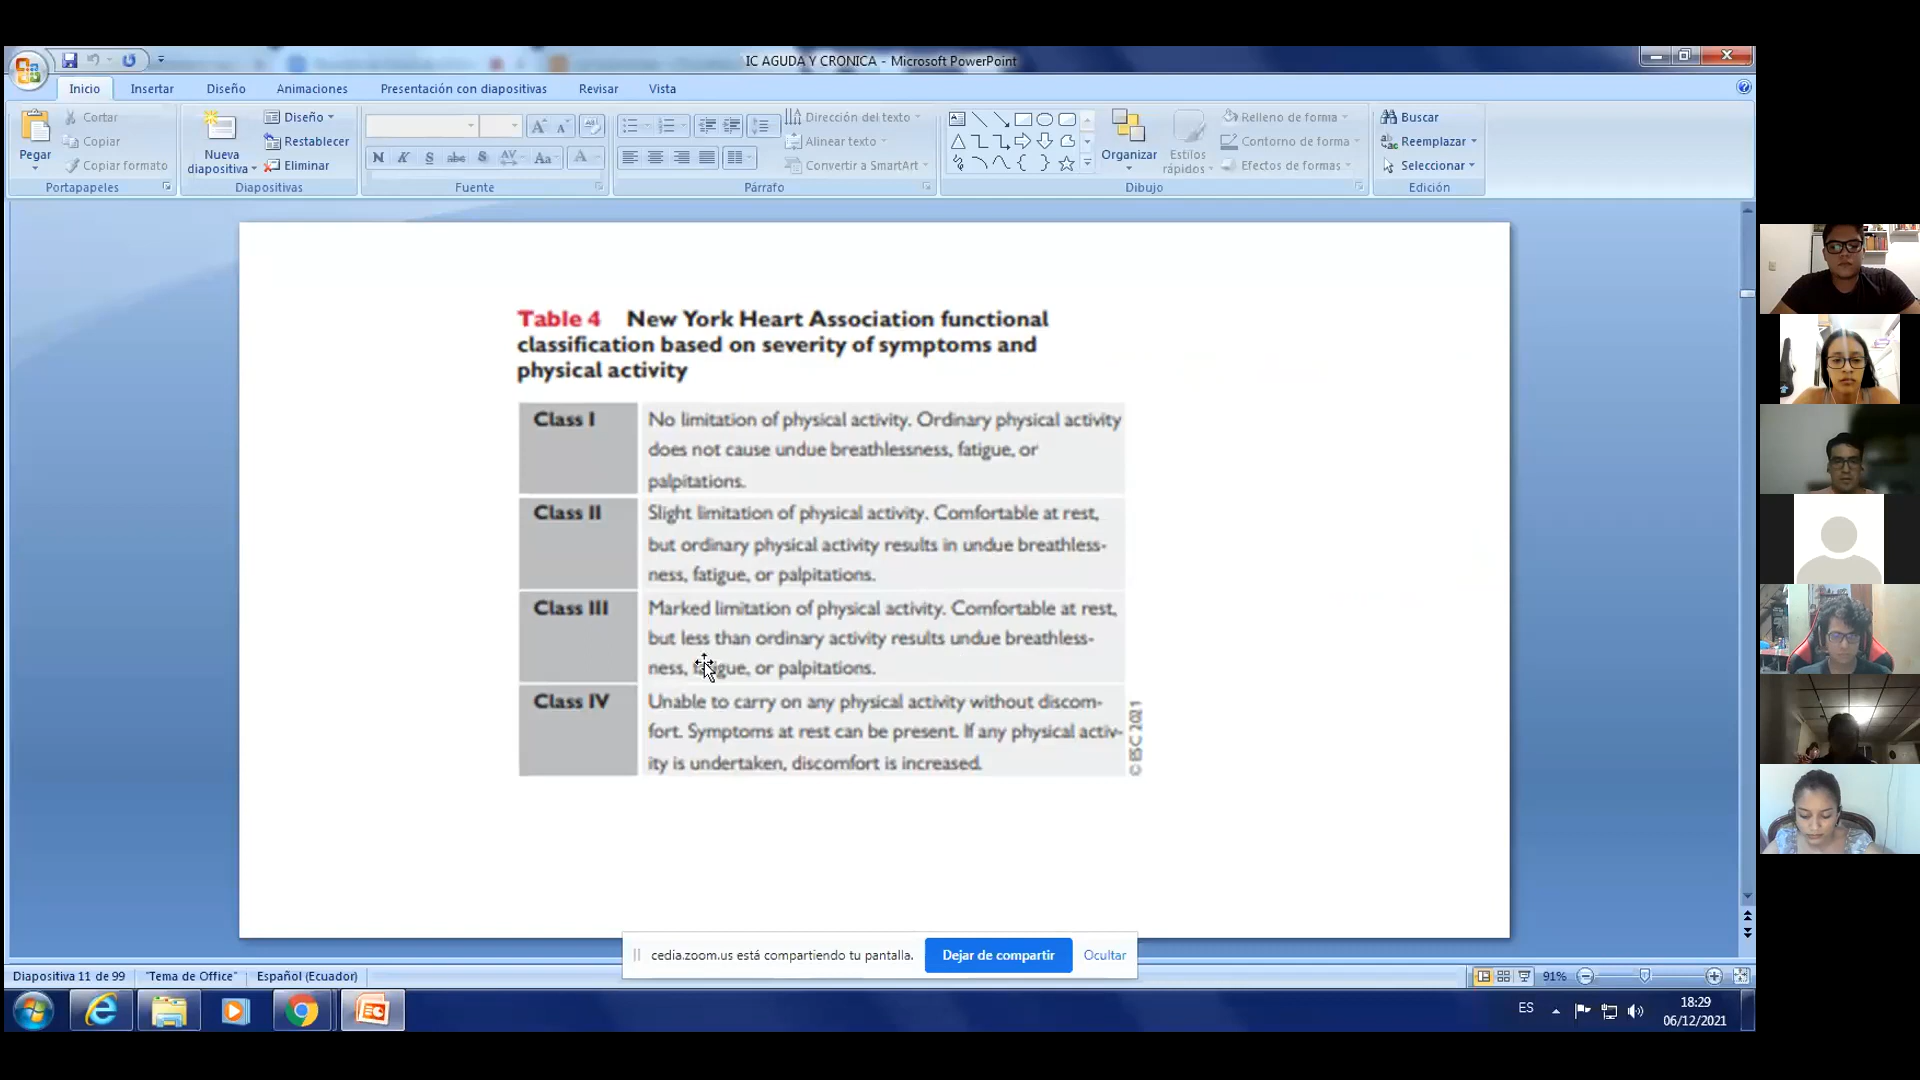 IC AGUDA Y CRONICA - Microsoft PowerPoint
Inicio Insertar Diseño Animaciones Presentación con diapositivas Revisar Vista
Pegar
Cortar
Copiar
Copiar formato
Portapapeles
Nueva
diapositiva
Diseño
Restablecer
Eliminar
Diapositivas
N K S abc S AV Aa A
Fuente
Párrafo
Dirección del texto
Alinear texto
Convertir a SmartArt
Organizar
Estilos
rápidos
Relleno de forma
Contorno de forma
Efectos de formas
Dibujo
Buscar
Reemplazar
Seleccionar
Edición
Table 4 New York Heart Association functional
classification based on severity of symptoms and
physical activity
Class I No limitation of physical activity. Ordinary physical activity
does not cause undue breathlessness, fatigue, or
palpitations.
Class II Slight limitation of physical activity. Comfortable at rest,
but ordinary physical activity results in undue breathless-
ness, fatigue, or palpitations.
Class III Marked limitation of physical activity. Comfortable at rest,
but less than ordinary activity results undue breathless-
ness, fatigue, or palpitations.
Class IV Unable to carry on any physical activity without discom-
fort. Symptoms at rest can be present. If any physical activ-
ity is undertaken, discomfort is increased.
© ESC 2021
cedia.zoom.us está compartiendo tu pantalla. Dejar de compartir Ocultar
Diapositiva 11 de 99 "Tema de Office" Español (Ecuador) 91%
ES 18:29
06/12/2021